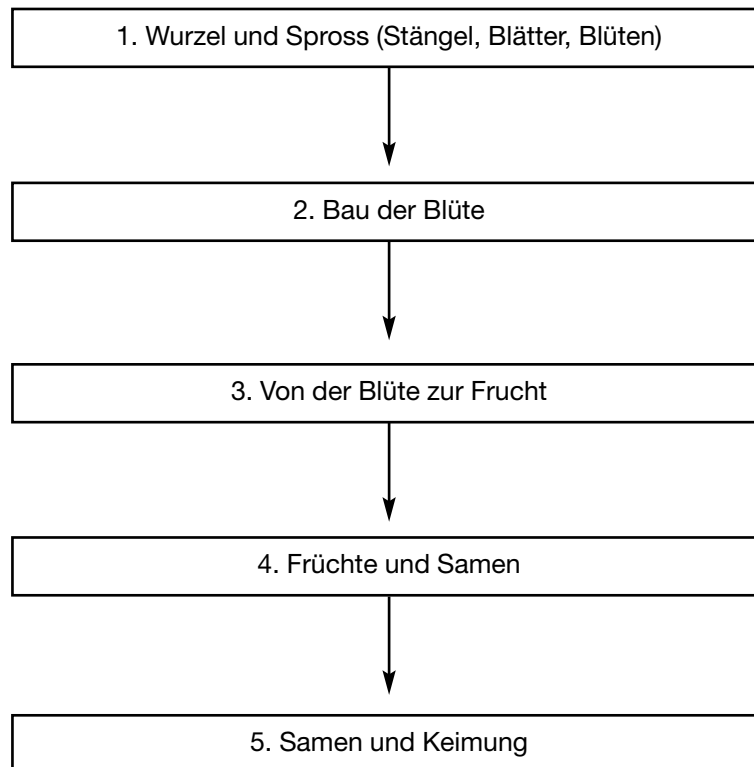 1. Wurzel und Spross (Stängel, Blätter, Blüten)
2. Bau der Blüte
3. Von der Blüte zur Frucht
4. Früchte und Samen
5. Samen und Keimung